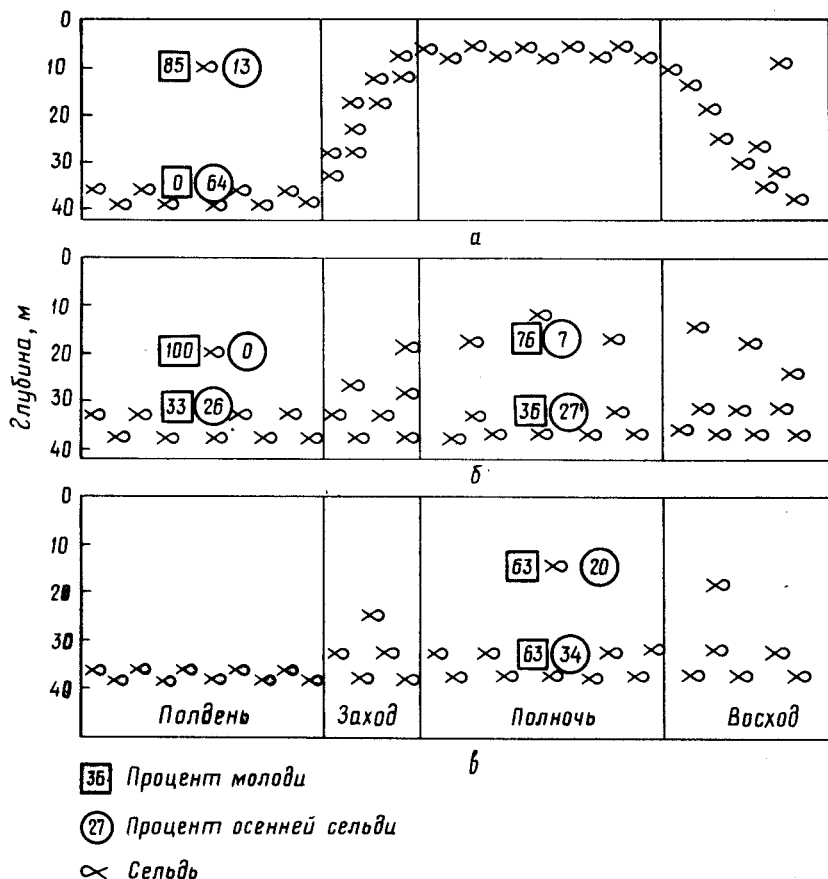 0
10
20
30
40
85 13
0 64
а
Глубина, м
0
10
20
30
40
100 0
33 26
76 7
36 27
б
0
10
20
30
40
63 20
63 34
Полдень Заход Полночь Восход
в
36 Процент молоди
27 Процент осенней сельди
Сельдь